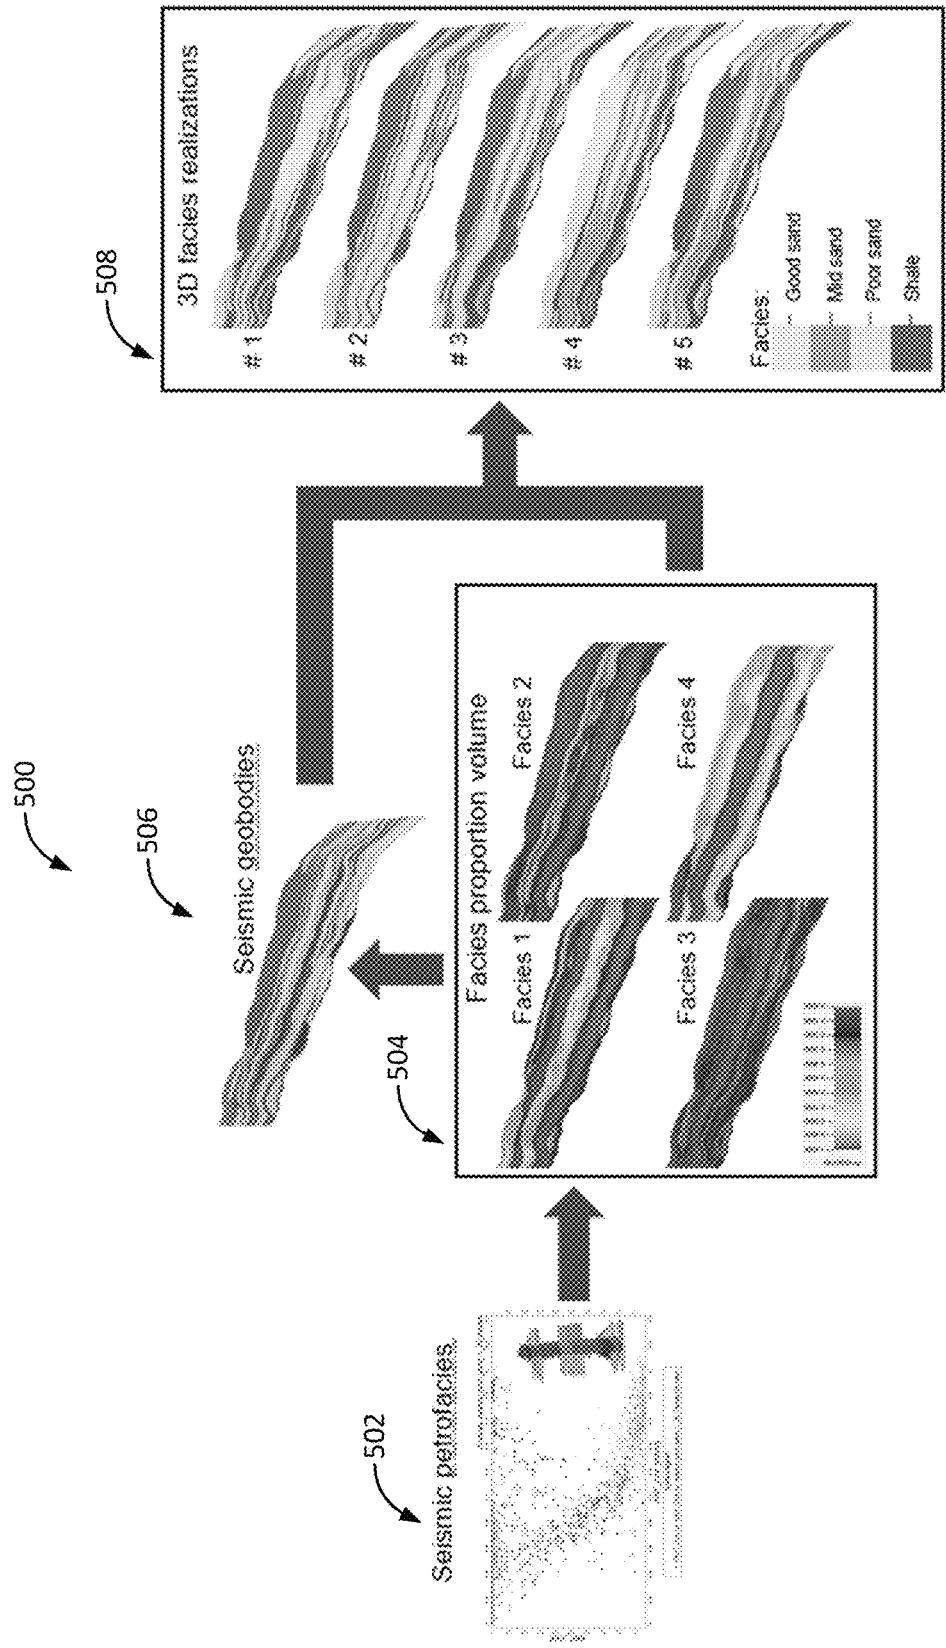 500
502
Seismic petrofacies
504
Facies proportion volume
Facies 1
Facies 2
Facies 3
Facies 4
506
Seismic geobodies
508
3D facies realizations
# 1
# 2
# 3
# 4
# 5
Facies:
Good sand
Mid sand
Poor sand
Shale